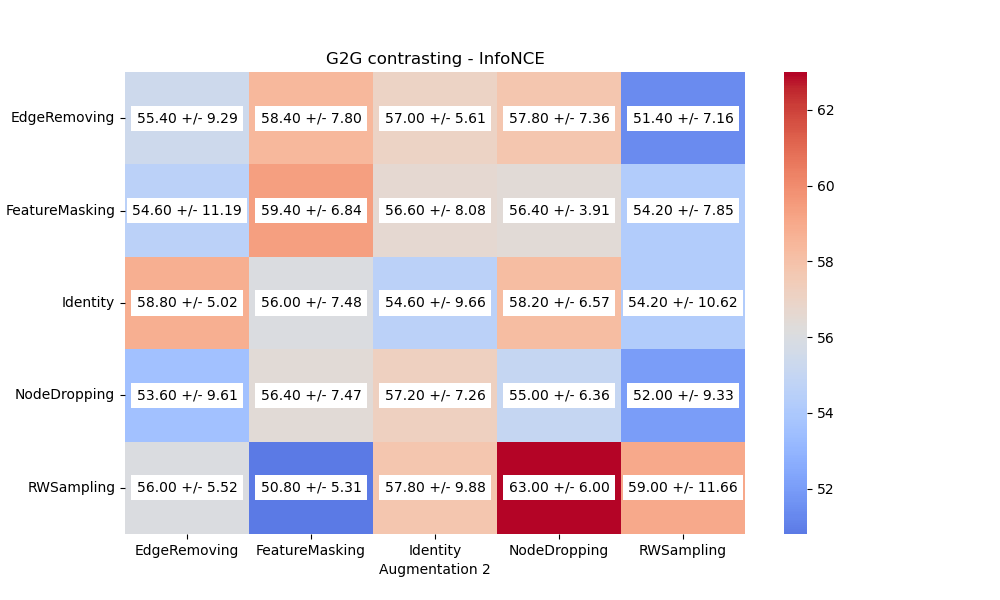 G2G contrasting - InfoNCE
EdgeRemoving 55.40 +/- 9.29 58.40 +/- 7.80 57.00 +/- 5.61 57.80 +/- 7.36 51.40 +/- 7.16
FeatureMasking 54.60 +/- 11.19 59.40 +/- 6.84 56.60 +/- 8.08 56.40 +/- 3.91 54.20 +/- 7.85
Identity 58.80 +/- 5.02 56.00 +/- 7.48 54.60 +/- 9.66 58.20 +/- 6.57 54.20 +/- 10.62
NodeDropping 53.60 +/- 9.61 56.40 +/- 7.47 57.20 +/- 7.26 55.00 +/- 6.36 52.00 +/- 9.33
RWSampling 56.00 +/- 5.52 50.80 +/- 5.31 57.80 +/- 9.88 63.00 +/- 6.00 59.00 +/- 11.66
EdgeRemoving FeatureMasking Identity NodeDropping RWSampling
Augmentation 2
62
60
58
56
54
52